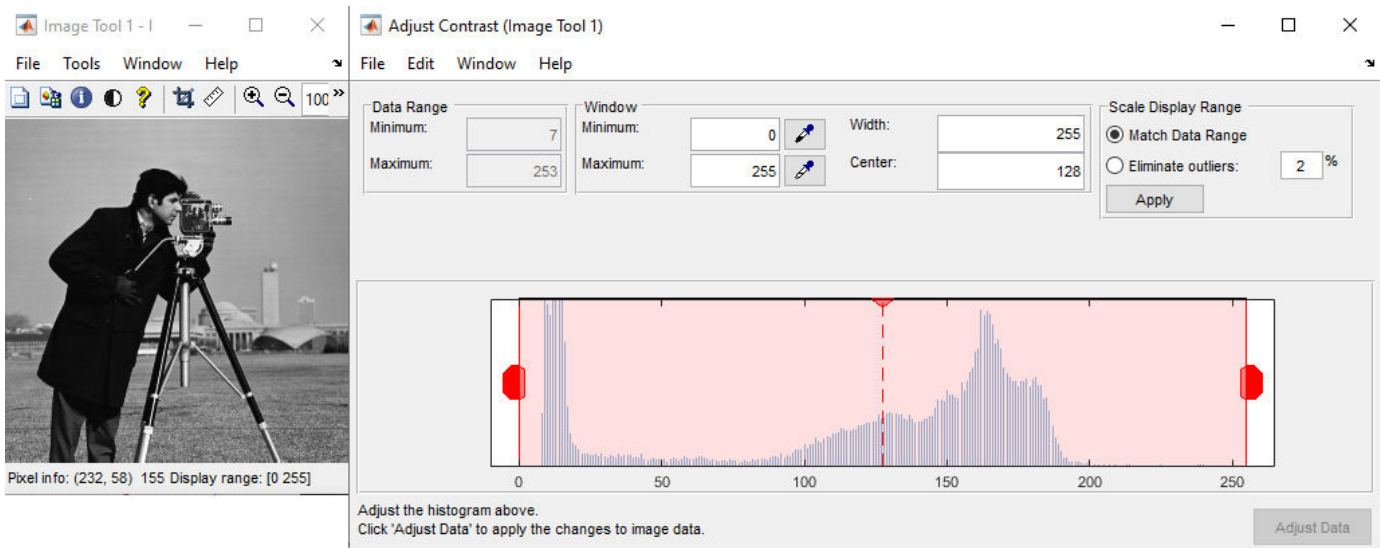 Image Tool 1 - I
File Tools Window Help
100 »
Pixel info: (232, 58) 155 Display range: [0 255]
Adjust Contrast (Image Tool 1)
File Edit Window Help
Data Range
Minimum: 7
Maximum: 253
Window
Minimum: 0
Maximum: 255
Width: 255
Center: 128
Scale Display Range
Match Data Range
Eliminate outliers: 2 %
Apply
0 50 100 150 200 250
Adjust the histogram above.
Click 'Adjust Data' to apply the changes to image data.
Adjust Data